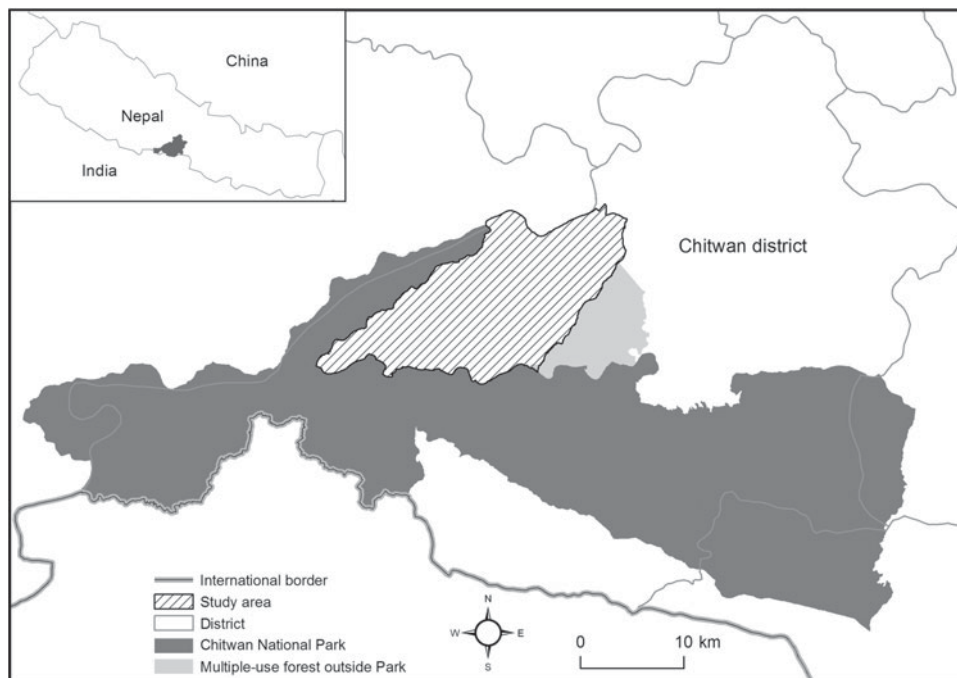 China
Nepal
India
Chitwan district
International border
Study area
District
Chitwan National Park
Multiple-use forest outside Park
N
W E
S
0 10 km